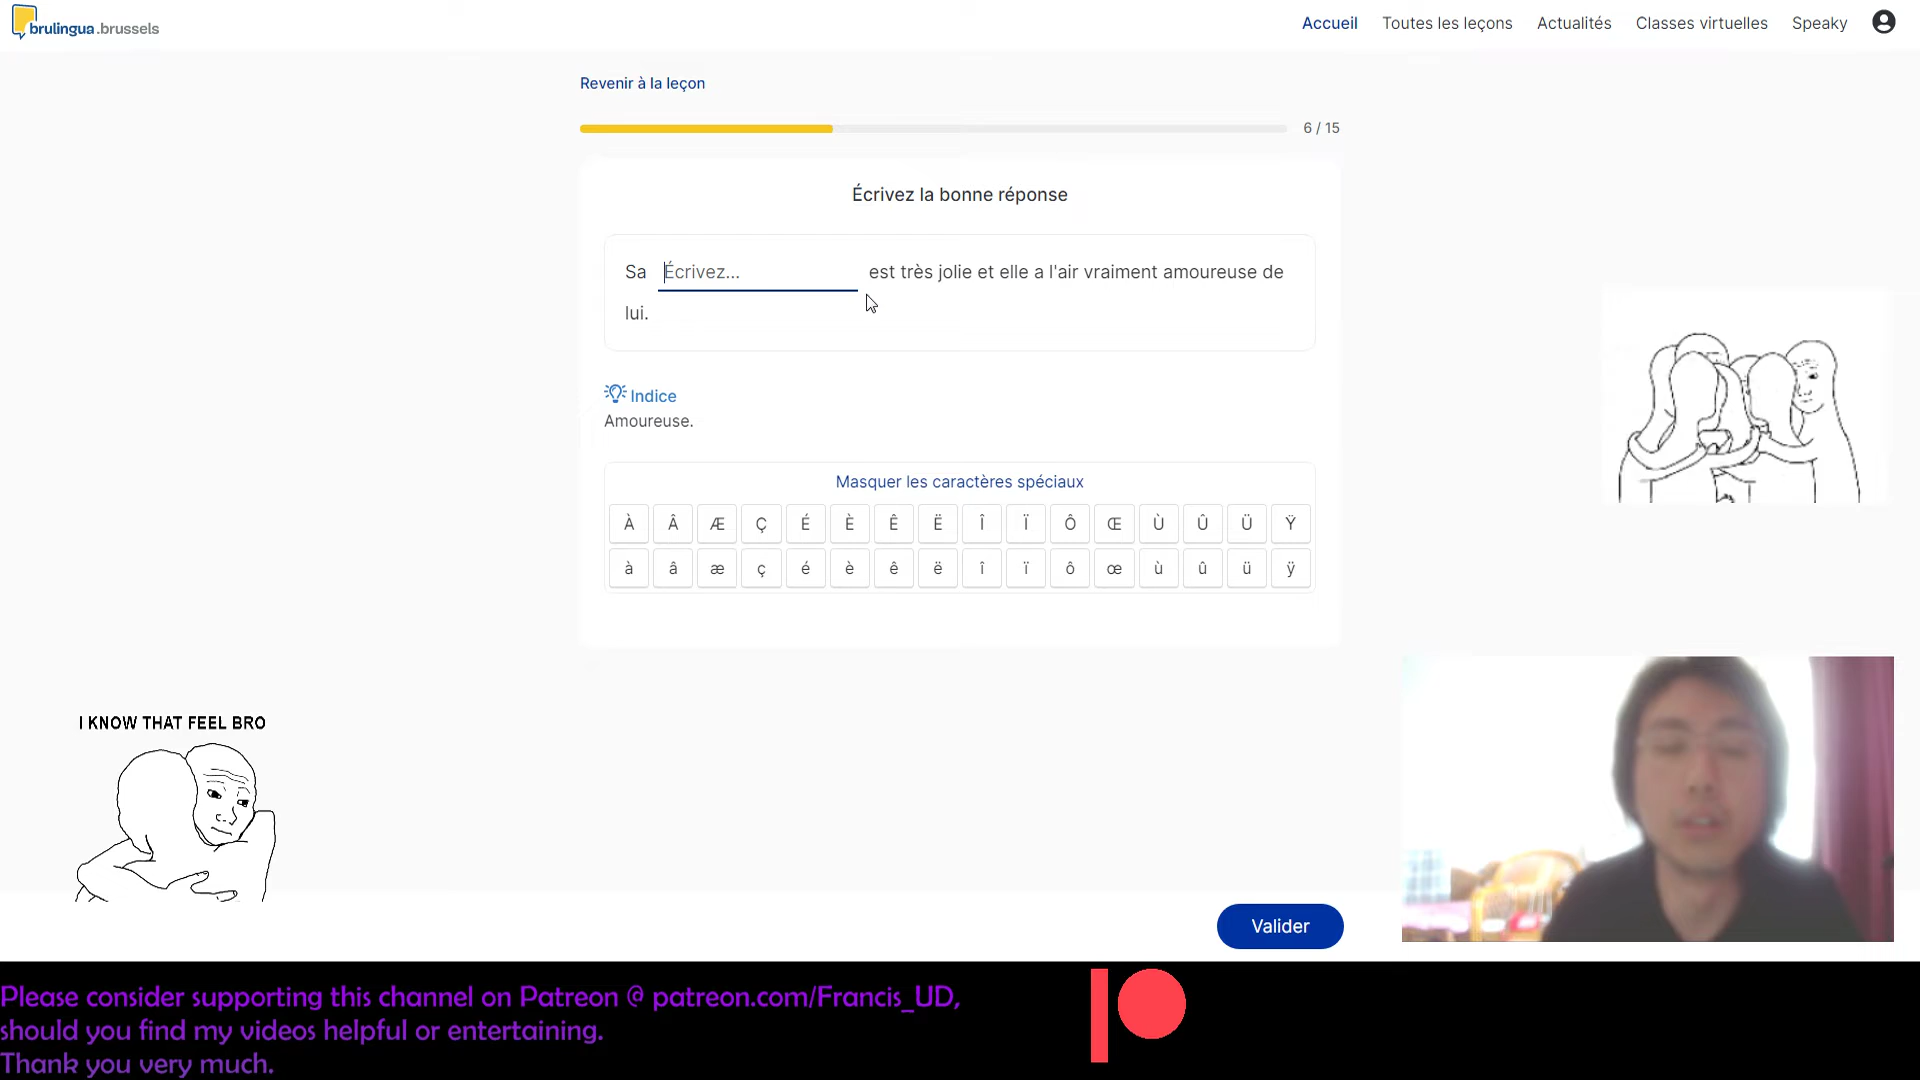 brulingua.brussels
Accueil Toutes les leçons Actualités Classes virtuelles Speaky
Revenir à la leçon
6 / 15
Écrivez la bonne réponse
Sa Écrivez... est très jolie et elle a l'air vraiment amoureuse de
lui.
Indice
Amoureuse.
Masquer les caractères spéciaux
À Â Æ Ç É È Ê Ë Î Ï Ô Œ Ù Û Ü Ÿ
à â æ ç é è ê ë î ï ô œ ù û ü ÿ
I KNOW THAT FEEL BRO
Valider
Please consider supporting this channel on Patreon @ patreon.com/Francis_UD,
should you find my videos helpful or entertaining.
Thank you very much.